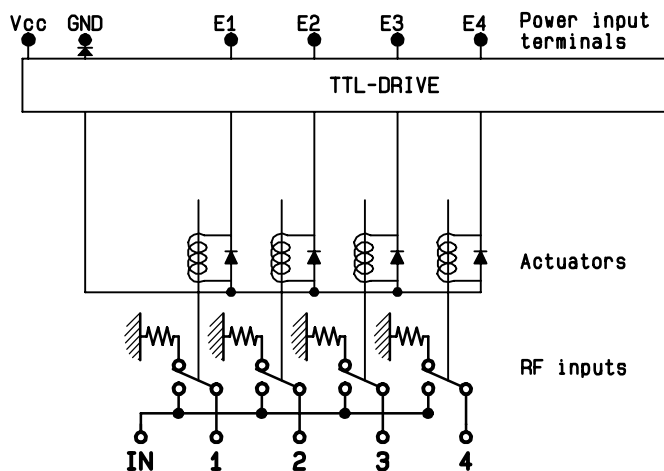 Vcc GND E1 E2 E3 E4 Power input
terminals
TTL-DRIVE
Actuators
RF inputs
IN 1 2 3 4